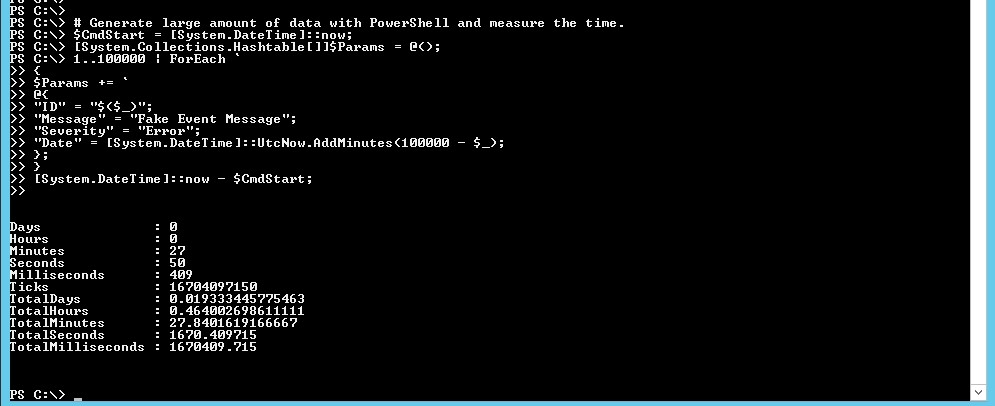 PS C:\>
PS C:\>
PS C:\> # Generate large amount of data with PowerShell and measure the time.
PS C:\> $CmdStart = [System.DateTime]::now;
PS C:\> [System.Collections.Hashtable[]]$Params = @();
PS C:\> 1..100000 | ForEach `
>> {
>> $Params += `
>> @{
>> "ID" = "$($_)";
>> "Message" = "Fake Event Message";
>> "Severity" = "Error";
>> "Date" = [System.DateTime]::UtcNow.AddMinutes(100000 - $_);
>> };
>> }
>> [System.DateTime]::now - $CmdStart;
>>
Days : 0
Hours : 0
Minutes : 27
Seconds : 50
Milliseconds : 409
Ticks : 16704097150
TotalDays : 0.019333445775463
TotalHours : 0.464002698611111
TotalMinutes : 27.8401619166667
TotalSeconds : 1670.409715
TotalMilliseconds : 1670409.715
PS C:\> _